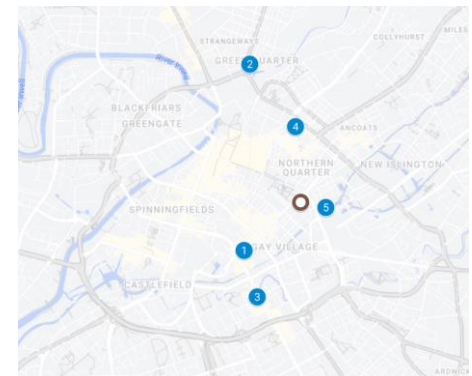 STRANGEWAYS
COLLYHURST
MILES
2
GREEN QUARTER
River Irwell
BLACKFRIARS
GREENGATE
4
ANCOATS
NORTHERN
QUARTER
NEW ISLINGTON
SPINNINGFIELDS
5
1
GAY VILLAGE
CASTLEFIELD
3
ARDWICK